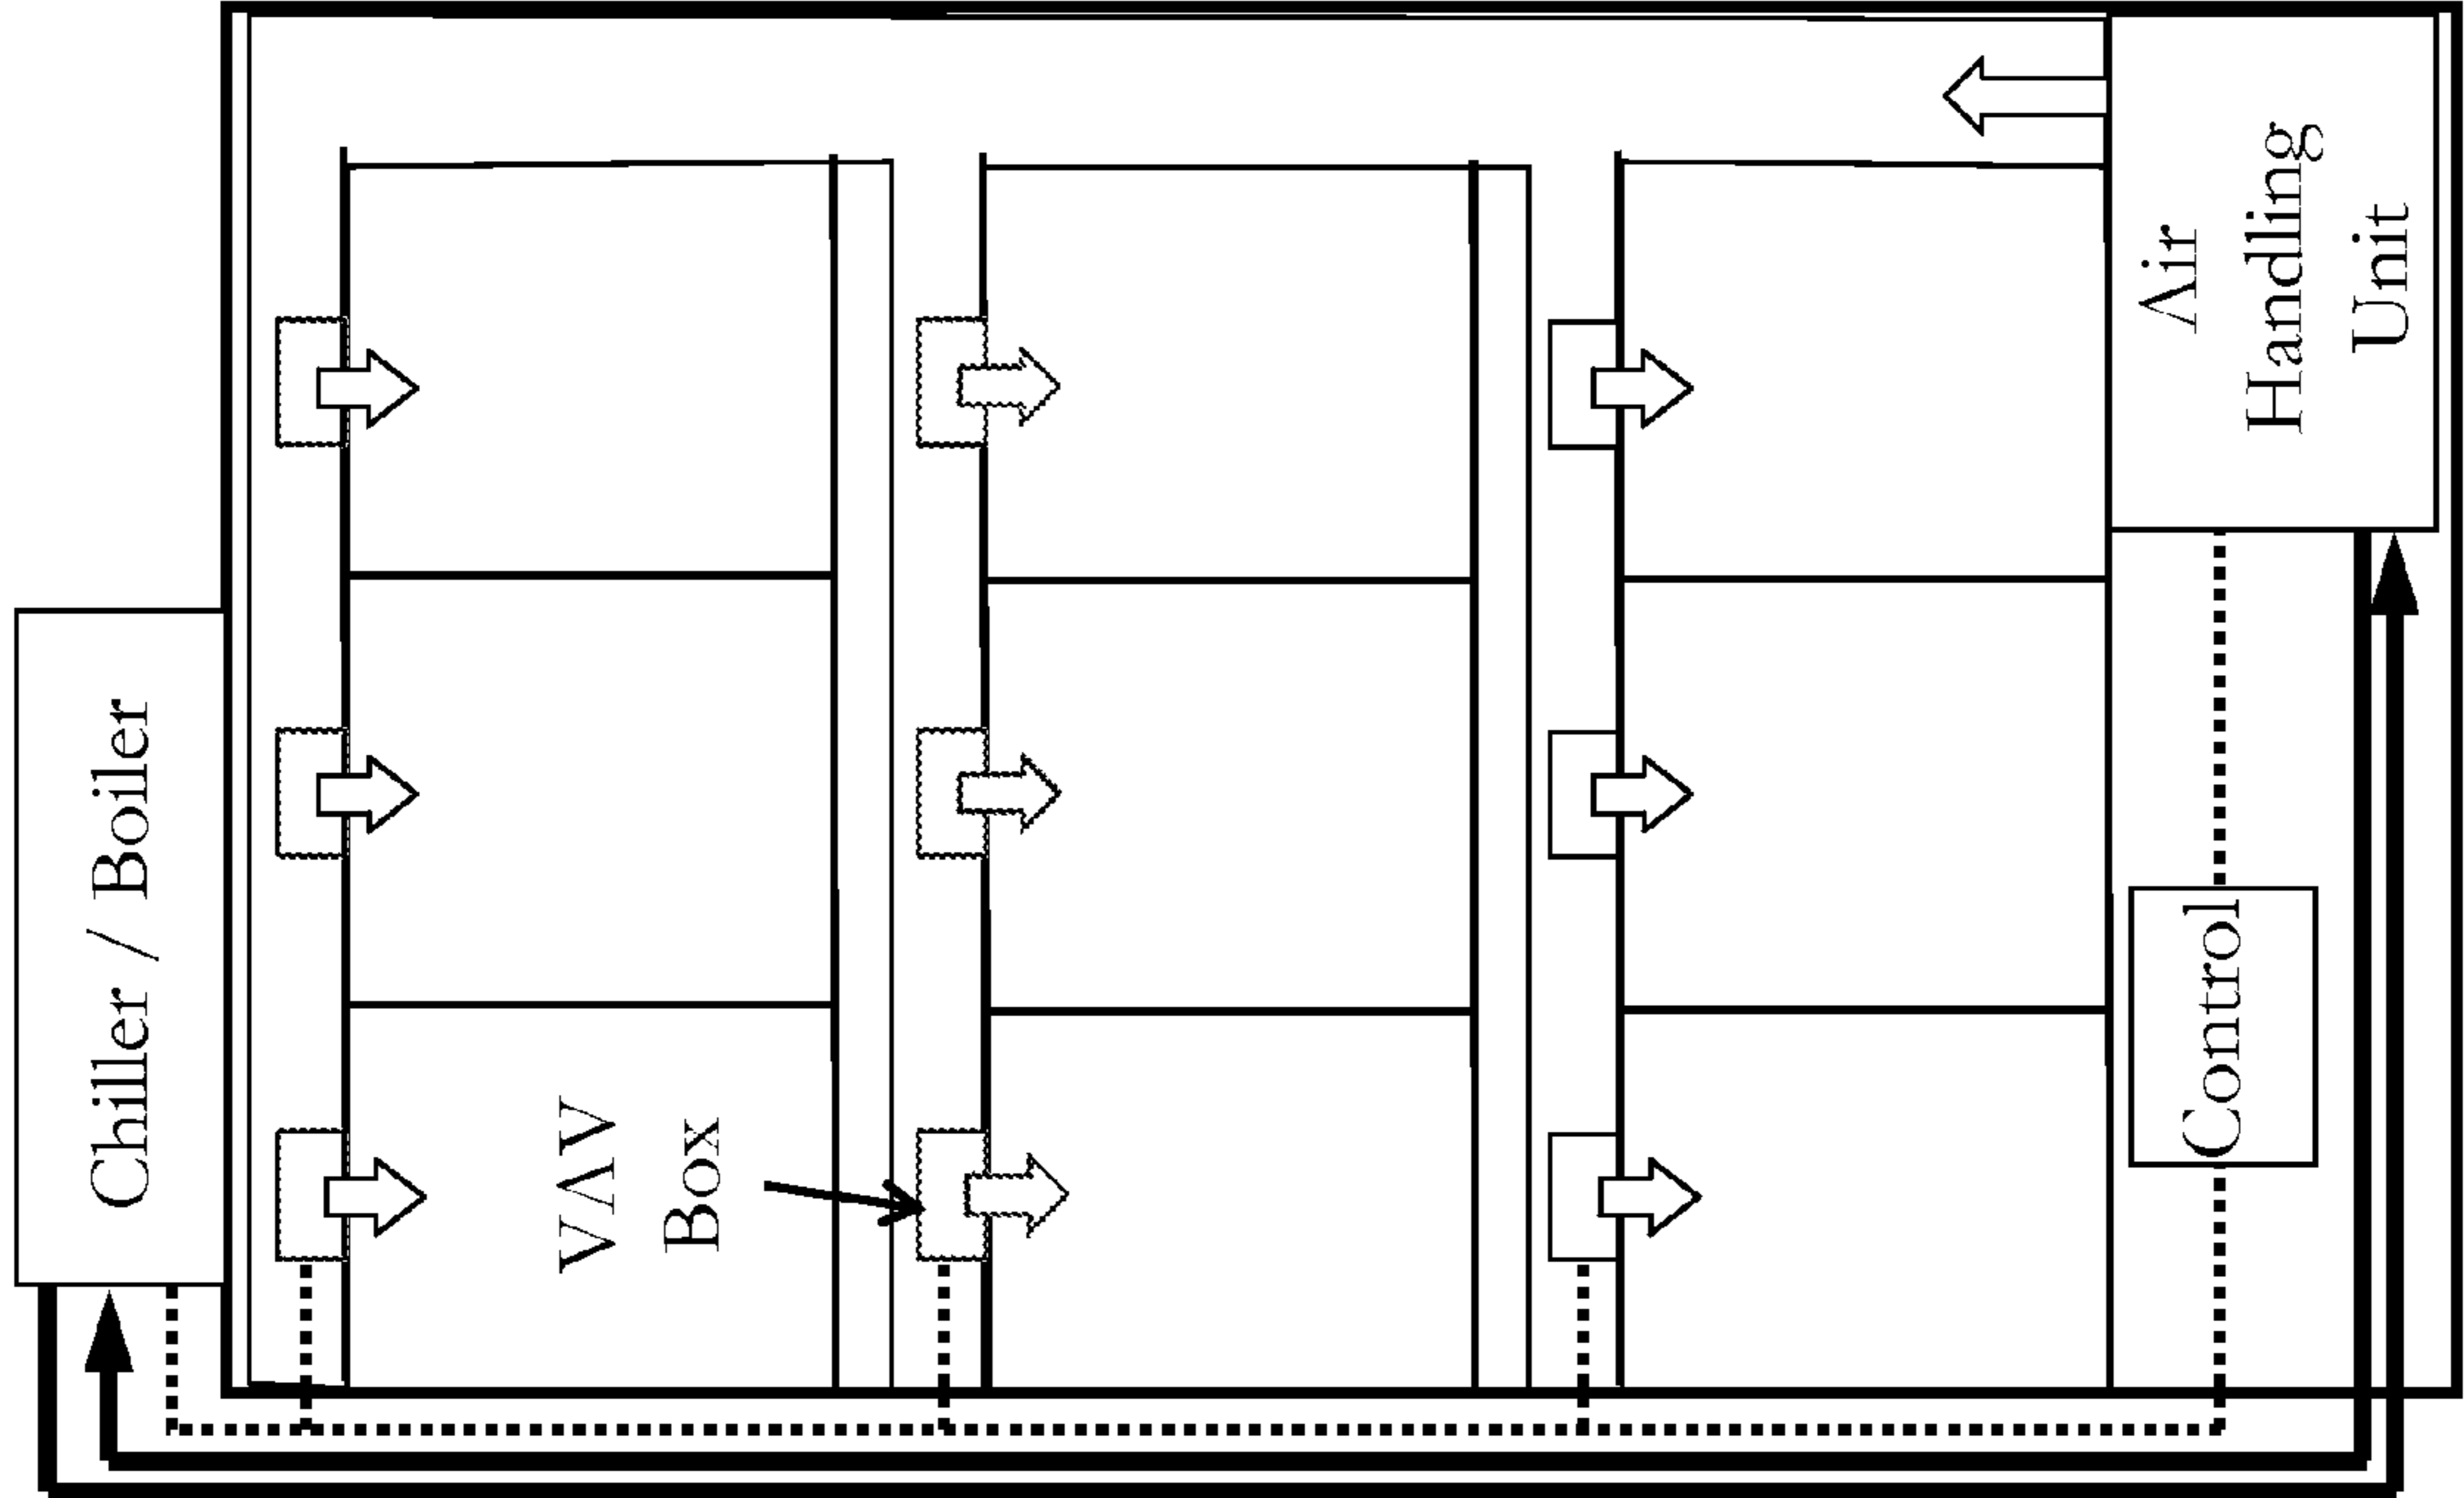 Chiller / Boiler
VAV
Box
Air
Handling
Unit
Control